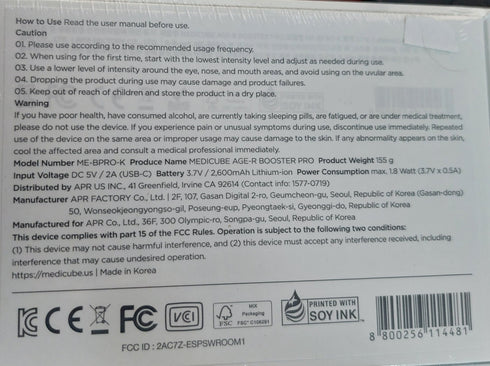 How to Use Read the user manual before use.
Caution
01. Please use according to the recommended usage frequency.
02. When using for the first time, start with the lowest intensity level and adjust as needed during use.
03. Use a lower level of intensity around the eye, nose, and mouth areas, and avoid using on the uvular area.
04. Dropping the product during use may cause damage and product failures.
05. Keep out of reach of children and store the product in a dry place.
Warning
If you have poor health, have consumed alcohol, are currently taking sleeping pills, are fatigued, or are under medical treatment,
please do not use the device. If you experience pain or unusual symptoms during use, discontinue use immediately. Repeated
use of the device on the same area or improper usage may cause damage to the skin. If any abnormality appears on the skin,
cool the affected area and consult a medical professional immediately.
Model Number ME-BPRO-K Product Name MEDICUBE AGE-R BOOSTER PRO Product Weight 155 g
Input Voltage DC 5V / 2A (USB-C) Battery 3.7V / 2,600mAh Lithium-ion Power Consumption max. 1.8 Watt (3.7V x 0.5A)
Distributed by APR US INC., 41 Greenfield, Irvine CA 92614 (Contact info: 1577-0719)
Manufacturer APR FACTORY Co., Ltd. | 2F, 107, Gasan Digital 2-ro, Geumcheon-gu, Seoul, Republic of Korea (Gasan-dong)
50, Wonseokjeongyongso-gil, Poseung-eup, Pyeongtaek-si, Gyeonggi-do, Republic of Korea
Manufactured for APR Co., Ltd., 36F, 300 Olympic-ro, Songpa-gu, Seoul, Republic of Korea
This device complies with part 15 of the FCC Rules. Operation is subject to the following two conditions:
(1) This device may not cause harmful interference, and (2) this device must accept any interference received, including
interference that may cause undesired operation.
https://medicube.us | Made in Korea
CE FC VCI FSC MIX Packaging FSC® C106281 PRINTED WITH SOY INK™
FCC ID : 2AC7Z-ESPSWROOM1
8 800256 114481